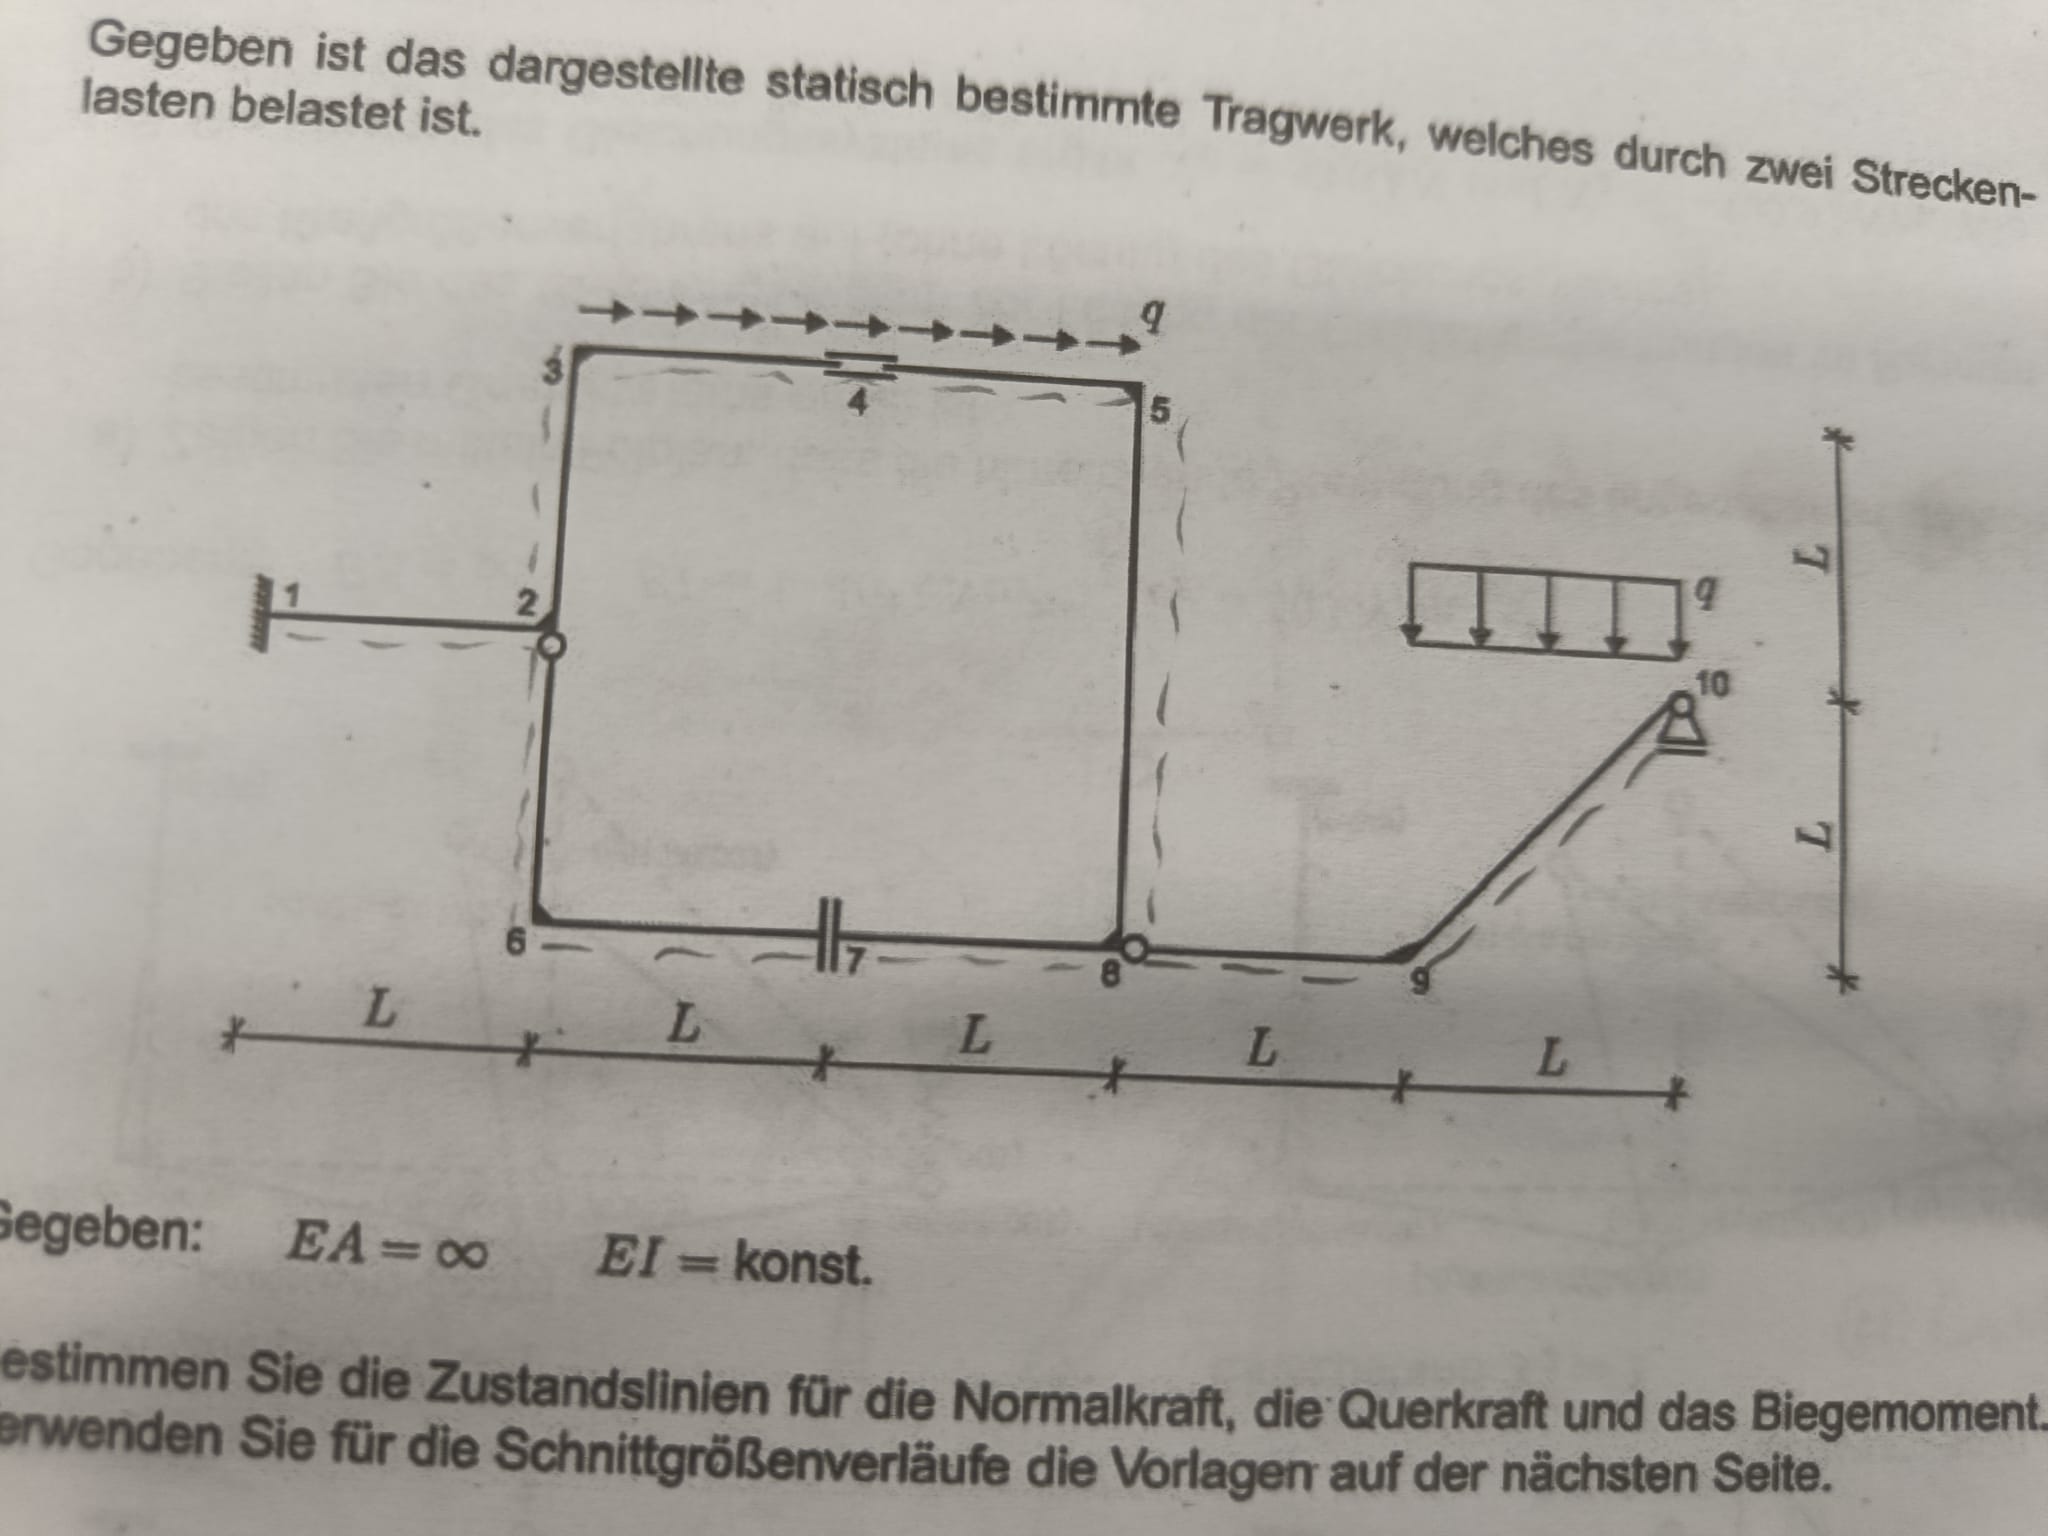 Gegeben ist das dargestellte statisch bestimmte Tragwerk, welches durch zwei Strecken-
lasten belastet ist.
q
3
4
5
1
2
q
10
L
L
6
7
8
9
L
L
L
L
L
Gegeben: EA = ∞ EI = konst.
estimmen Sie die Zustandslinien für die Normalkraft, die Querkraft und das Biegemoment.
erwenden Sie für die Schnittgrößenverläufe die Vorlagen auf der nächsten Seite.